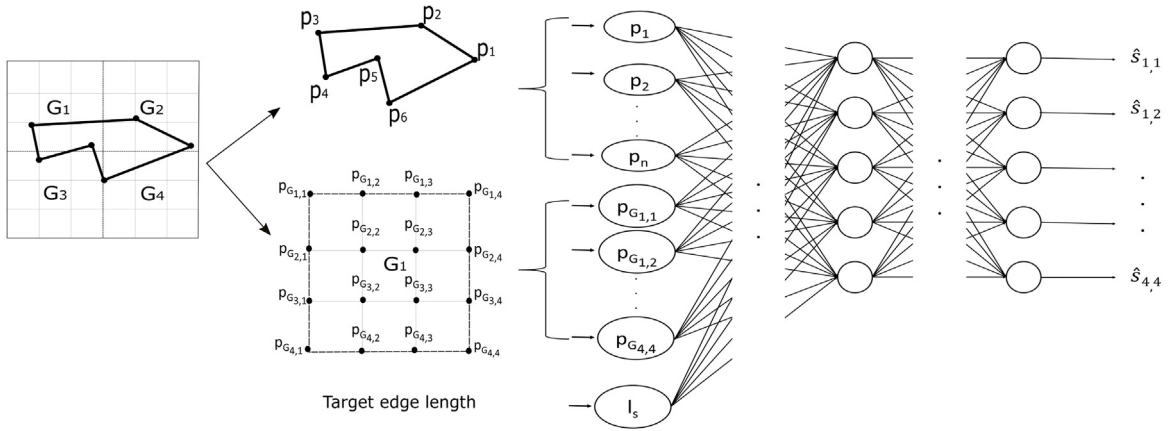 G1 G2
G3 G4
p3 p2
p1
p5
p4
p6
pG1,1 pG1,2 pG1,3 pG1,4
pG2,1 pG2,2 pG2,3 pG2,4
G1
pG3,1 pG3,2 pG3,3 pG3,4
pG4,1 pG4,2 pG4,3 pG4,4
Target edge length
p1
p2
pn
pG1,1
pG1,2
pG4,4
ls
ŝ1,1
ŝ1,2
ŝ4,4